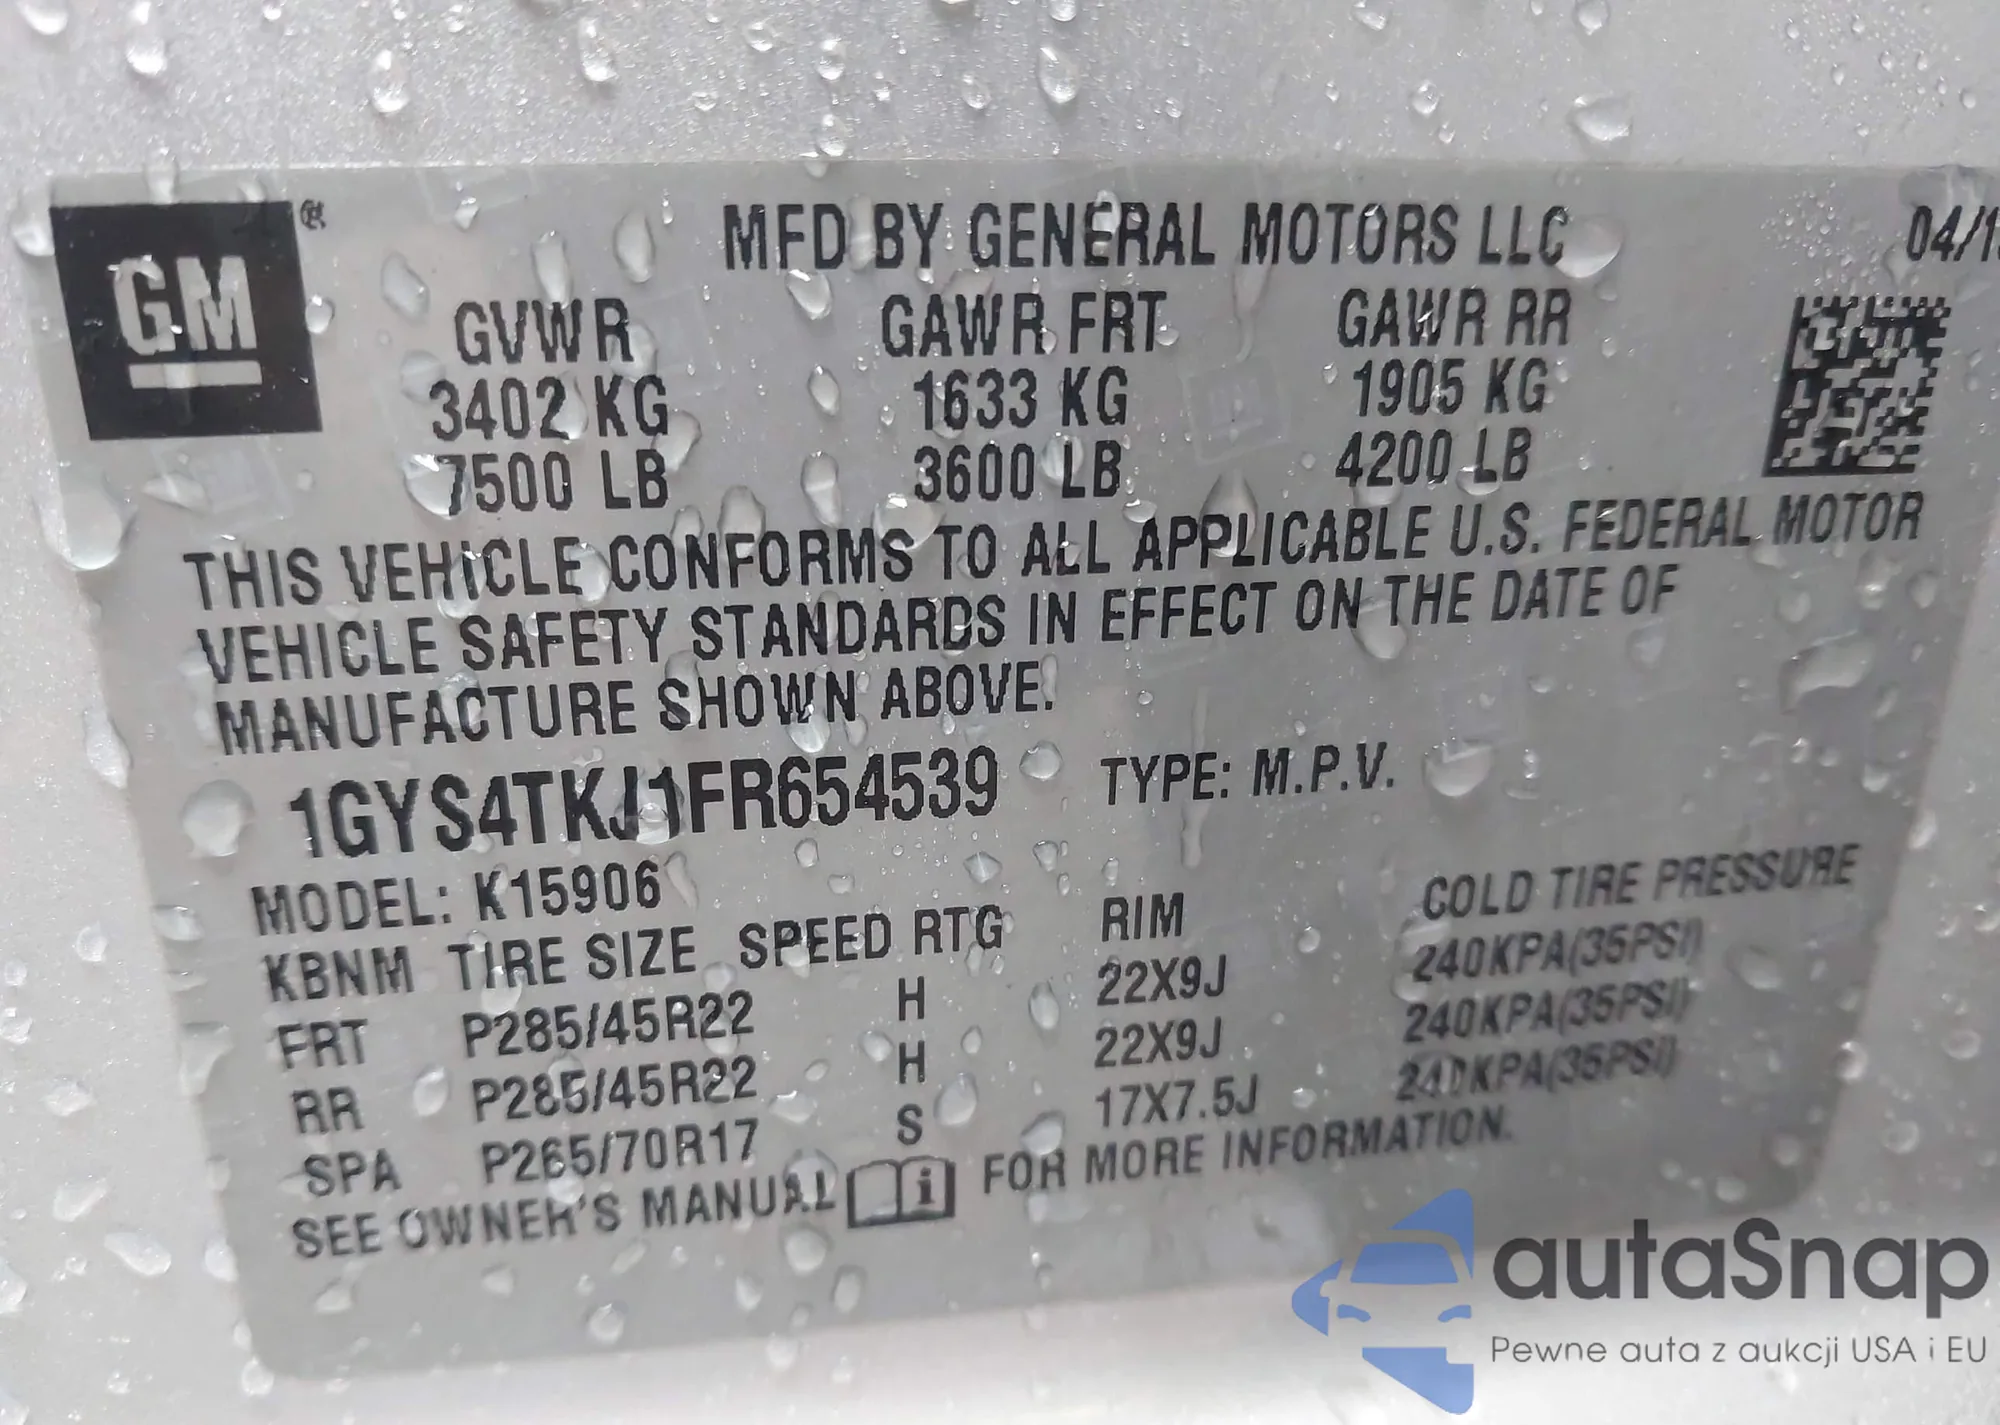 GM ®
MFD BY GENERAL MOTORS LLC 04/1
GVWR GAWR FRT GAWR RR
3402 KG 1633 KG 1905 KG
7500 LB 3600 LB 4200 LB
THIS VEHICLE CONFORMS TO ALL APPLICABLE U.S. FEDERAL MOTOR
VEHICLE SAFETY STANDARDS IN EFFECT ON THE DATE OF
MANUFACTURE SHOWN ABOVE.
1GYS4TKJ1FR654539 TYPE: M.P.V.
MODEL: K15906
KBNM TIRE SIZE SPEED RTG RIM COLD TIRE PRESSURE
FRT P285/45R22 H 22X9J 240KPA(35PSI)
RR P285/45R22 H 22X9J 240KPA(35PSI)
SPA P265/70R17 S 17X7.5J 240KPA(35PSI)
SEE OWNER'S MANUAL i FOR MORE INFORMATION.
autaSnap
Pewne auta z aukcji USA i EU